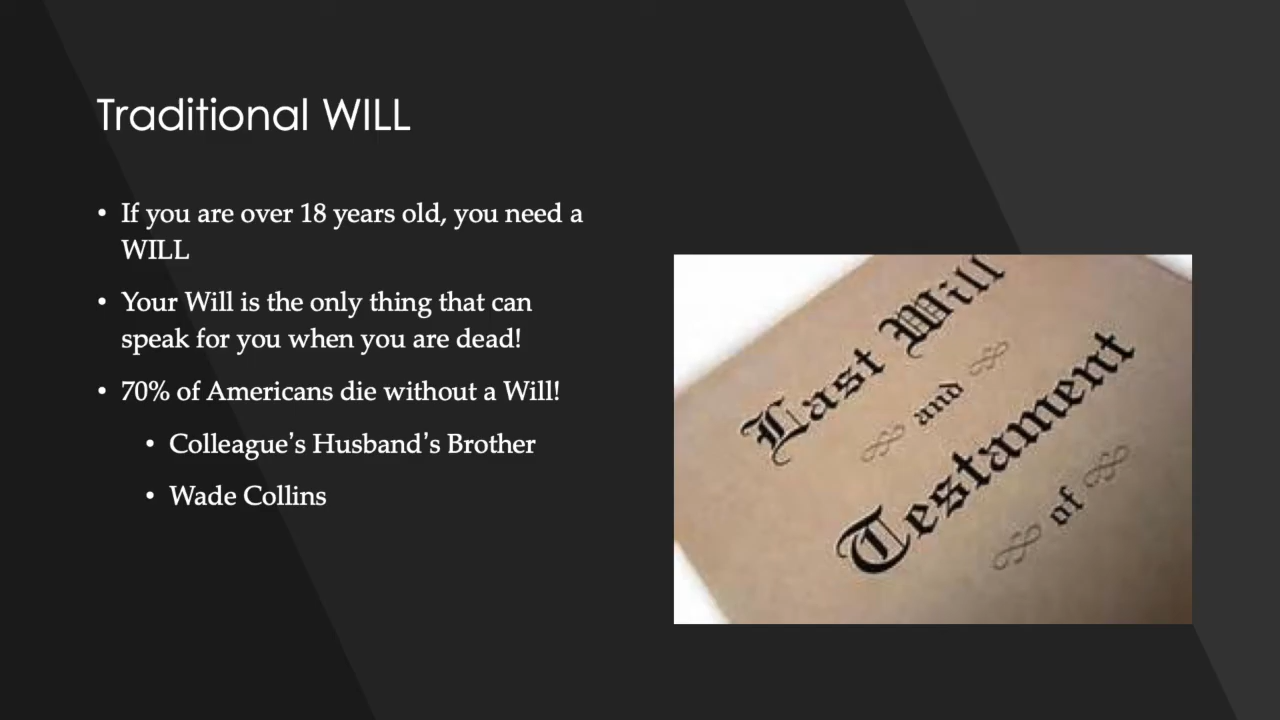 Traditional WILL
• If you are over 18 years old, you need a
WILL
• Your Will is the only thing that can
speak for you when you are dead!
• 70% of Americans die without a Will!
• Colleague’s Husband’s Brother
• Wade Collins
Last Will
and
Testament
of